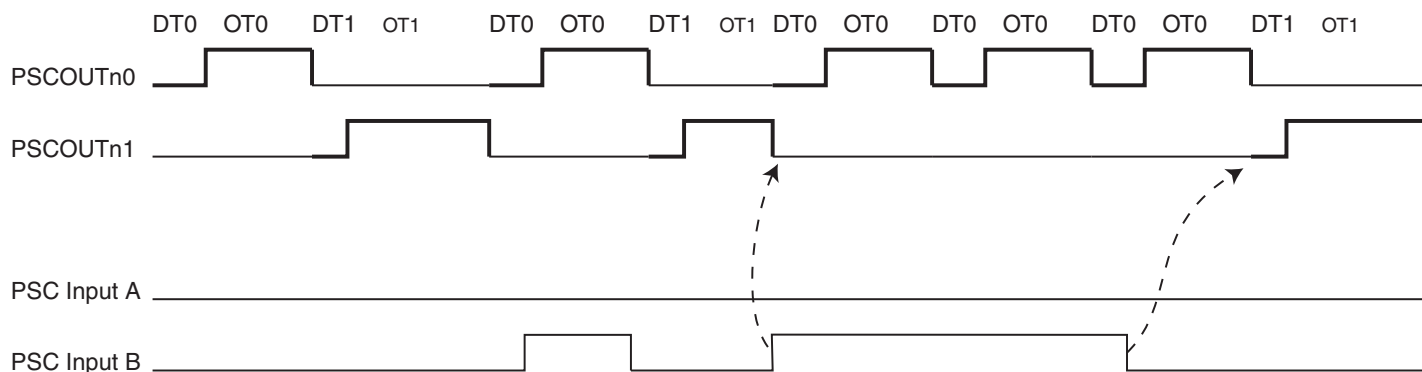 DT0 OT0 DT1 OT1 DT0 OT0 DT1 OT1 DT0 OT0 DT0 OT0 DT0 OT0 DT1 OT1
PSCOUTn0
PSCOUTn1
PSC Input A
PSC Input B